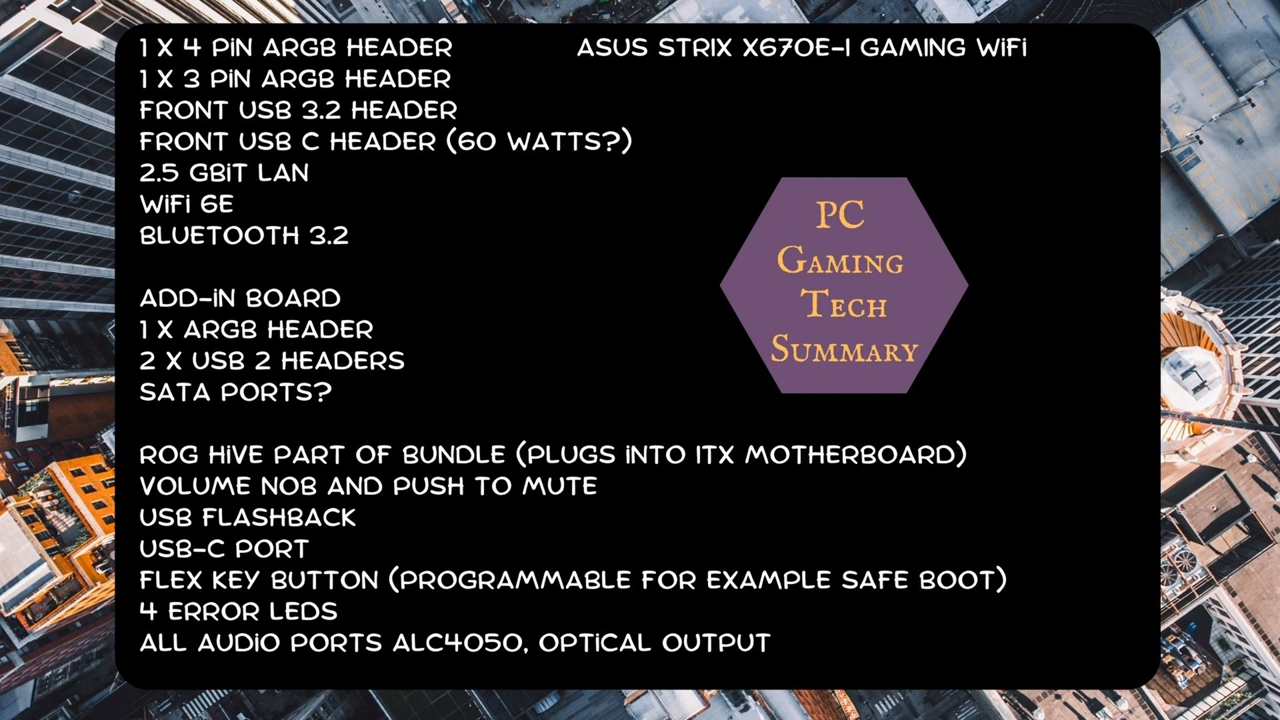 1 X 4 PIN ARGB HEADER
ASUS STRIX X670E-I GAMING WIFI
1 X 3 PIN ARGB HEADER
FRONT USB 3.2 HEADER
FRONT USB C HEADER (60 WATTS?)
2.5 GBIT LAN
WIFI 6E
BLUETOOTH 3.2
ADD-IN BOARD
1 X ARGB HEADER
2 X USB 2 HEADERS
SATA PORTS?
ROG HIVE PART OF BUNDLE (PLUGS INTO ITX MOTHERBOARD)
VOLUME NOB AND PUSH TO MUTE
USB FLASHBACK
USB-C PORT
FLEX KEY BUTTON (PROGRAMMABLE FOR EXAMPLE SAFE BOOT)
4 ERROR LEDS
ALL AUDIO PORTS ALC4050, OPTICAL OUTPUT
PC
GAMING
TECH
SUMMARY